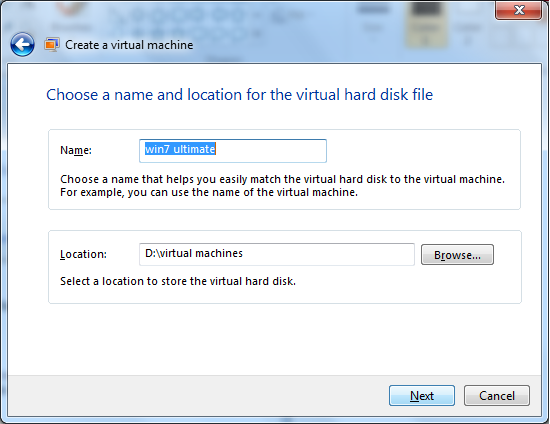 Create a virtual machine
Choose a name and location for the virtual hard disk file
Name: win7 ultimate
Choose a name that helps you easily match the virtual hard disk to the virtual machine.
For example, you can use the name of the virtual machine.
Location: D:\virtual machines Browse...
Select a location to store the virtual hard disk.
Next Cancel